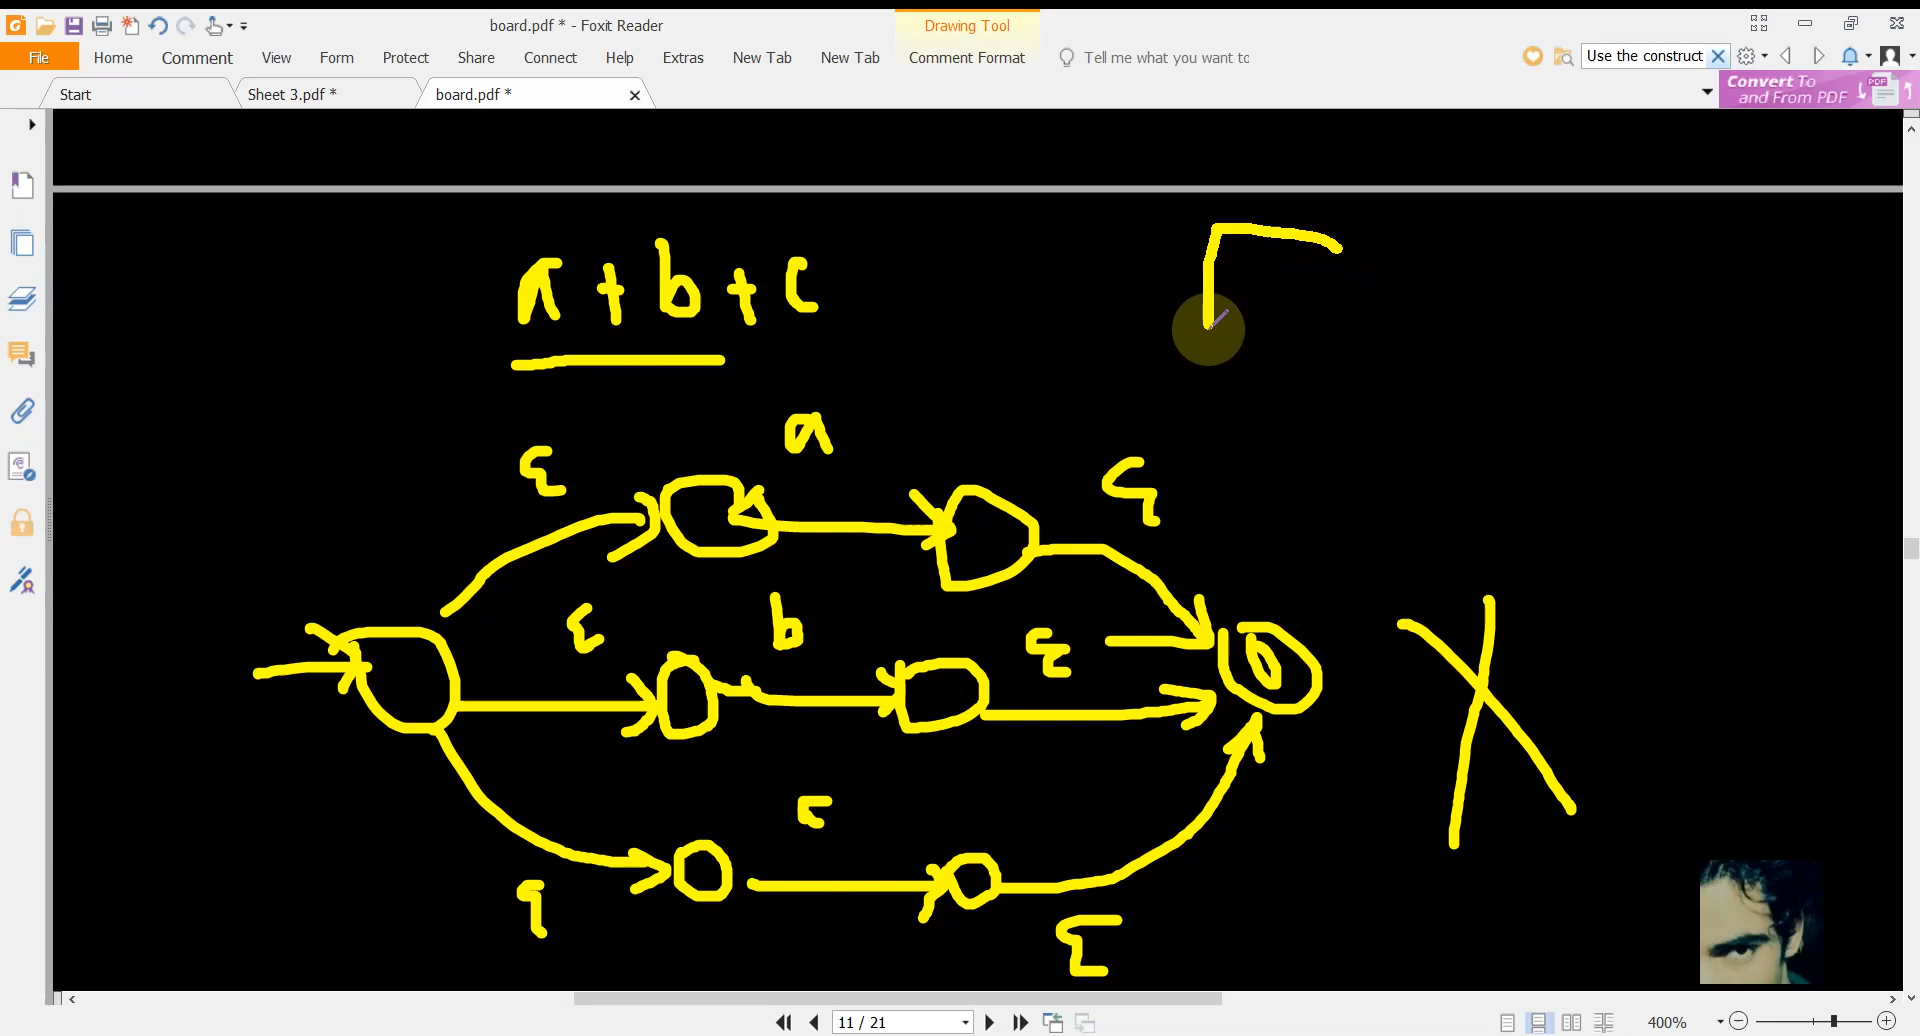 board.pdf * - Foxit Reader
Drawing Tool
File Home Comment View Form Protect Share Connect Help Extras New Tab New Tab Comment Format Tell me what you want to
Use the construct
Start Sheet 3.pdf * board.pdf *
Convert To
and From PDF
PDF
a + b + c
a
ε
ε
ε b ε
c
ε
ε
11 / 21
400%